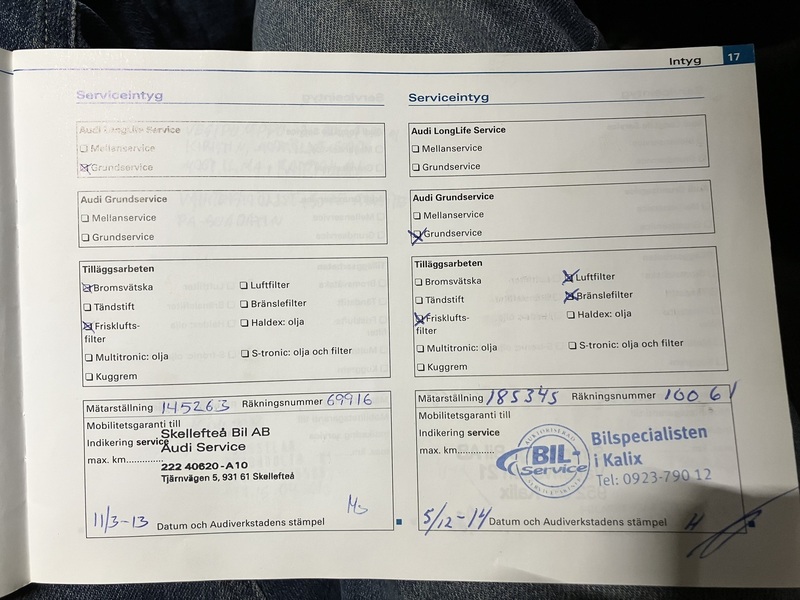 Intyg 17
Serviceintyg
Audi LongLife Service
Mellanservice
Grundservice
Audi Grundservice
Mellanservice
Grundservice
Tilläggsarbeten
Bromsvätska
Luftfilter
Tändstift
Bränslefilter
Frisklufts-
filter
Haldex: olja
Multitronic: olja
S-tronic: olja och filter
Kuggrem
Mätarställning 145263 Räkningsnummer 69916
Mobilitetsgaranti till
Indikering service
max. km..............
Skellefteå Bil AB
Audi Service
222 40620-A10
Tjärnvägen 5, 931 61 Skellefteå
11/3-13 Datum och Audiverkstadens stämpel
Serviceintyg
Audi LongLife Service
Mellanservice
Grundservice
Audi Grundservice
Mellanservice
Grundservice
Tilläggsarbeten
Bromsvätska
Luftfilter
Tändstift
Bränslefilter
Frisklufts-
filter
Haldex: olja
Multitronic: olja
S-tronic: olja och filter
Kuggrem
Mätarställning 185345 Räkningsnummer 10061
Mobilitetsgaranti till
Indikering service
max. km..............
AUKTORISERAD
BIL-
Service
Bilspecialisten
i Kalix
Tel: 0923-790 12
5/12-14 Datum och Audiverkstadens stämpel